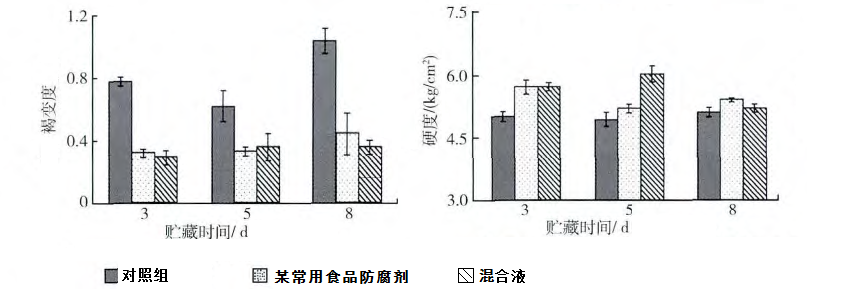 1.2
0.8
0.4
0
褐变度
3
5
8
贮藏时间/ d
7.5
6.0
4.5
3.0
硬度/(kg/cm²)
3
5
8
贮藏时间/ d
对照组
某常用食品防腐剂
混合液